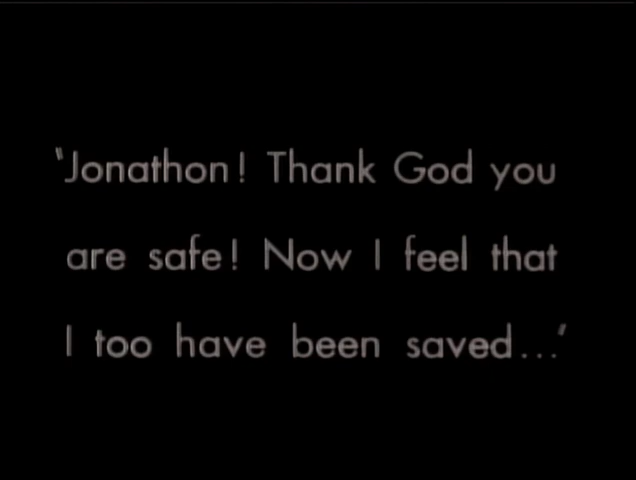 ‘Jonathon! Thank God you
are safe! Now I feel that
I too have been saved...’